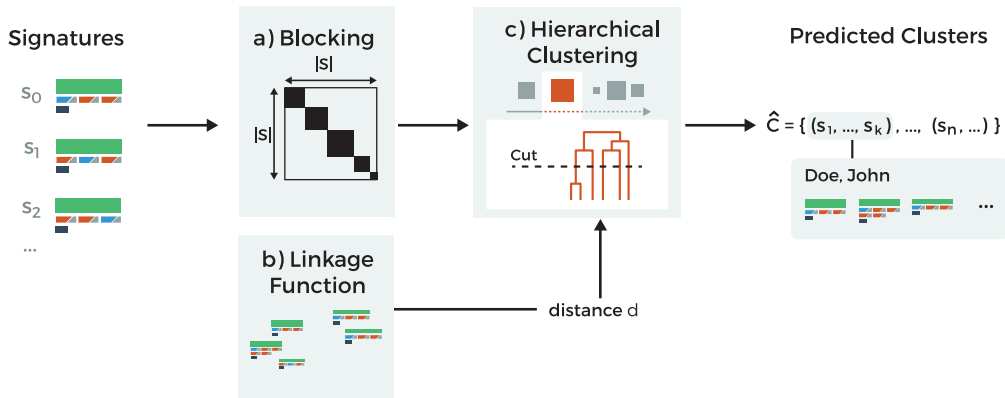 Signatures
s0
s1
s2
...
a) Blocking
|S|
|S|
b) Linkage
Function
distance d
c) Hierarchical
Clustering
Cut
Predicted Clusters
Ĉ = { (s1, ..., sk) , ..., (sn, ...) }
Doe, John
...